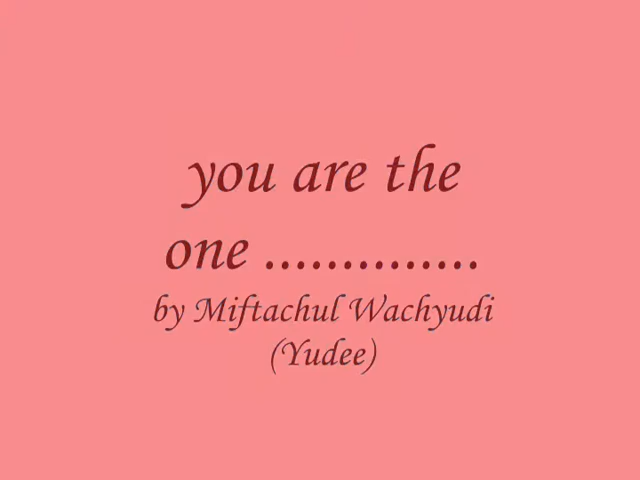 you are the
one ..............
by Miftachul Wachyudi
(Yudee)